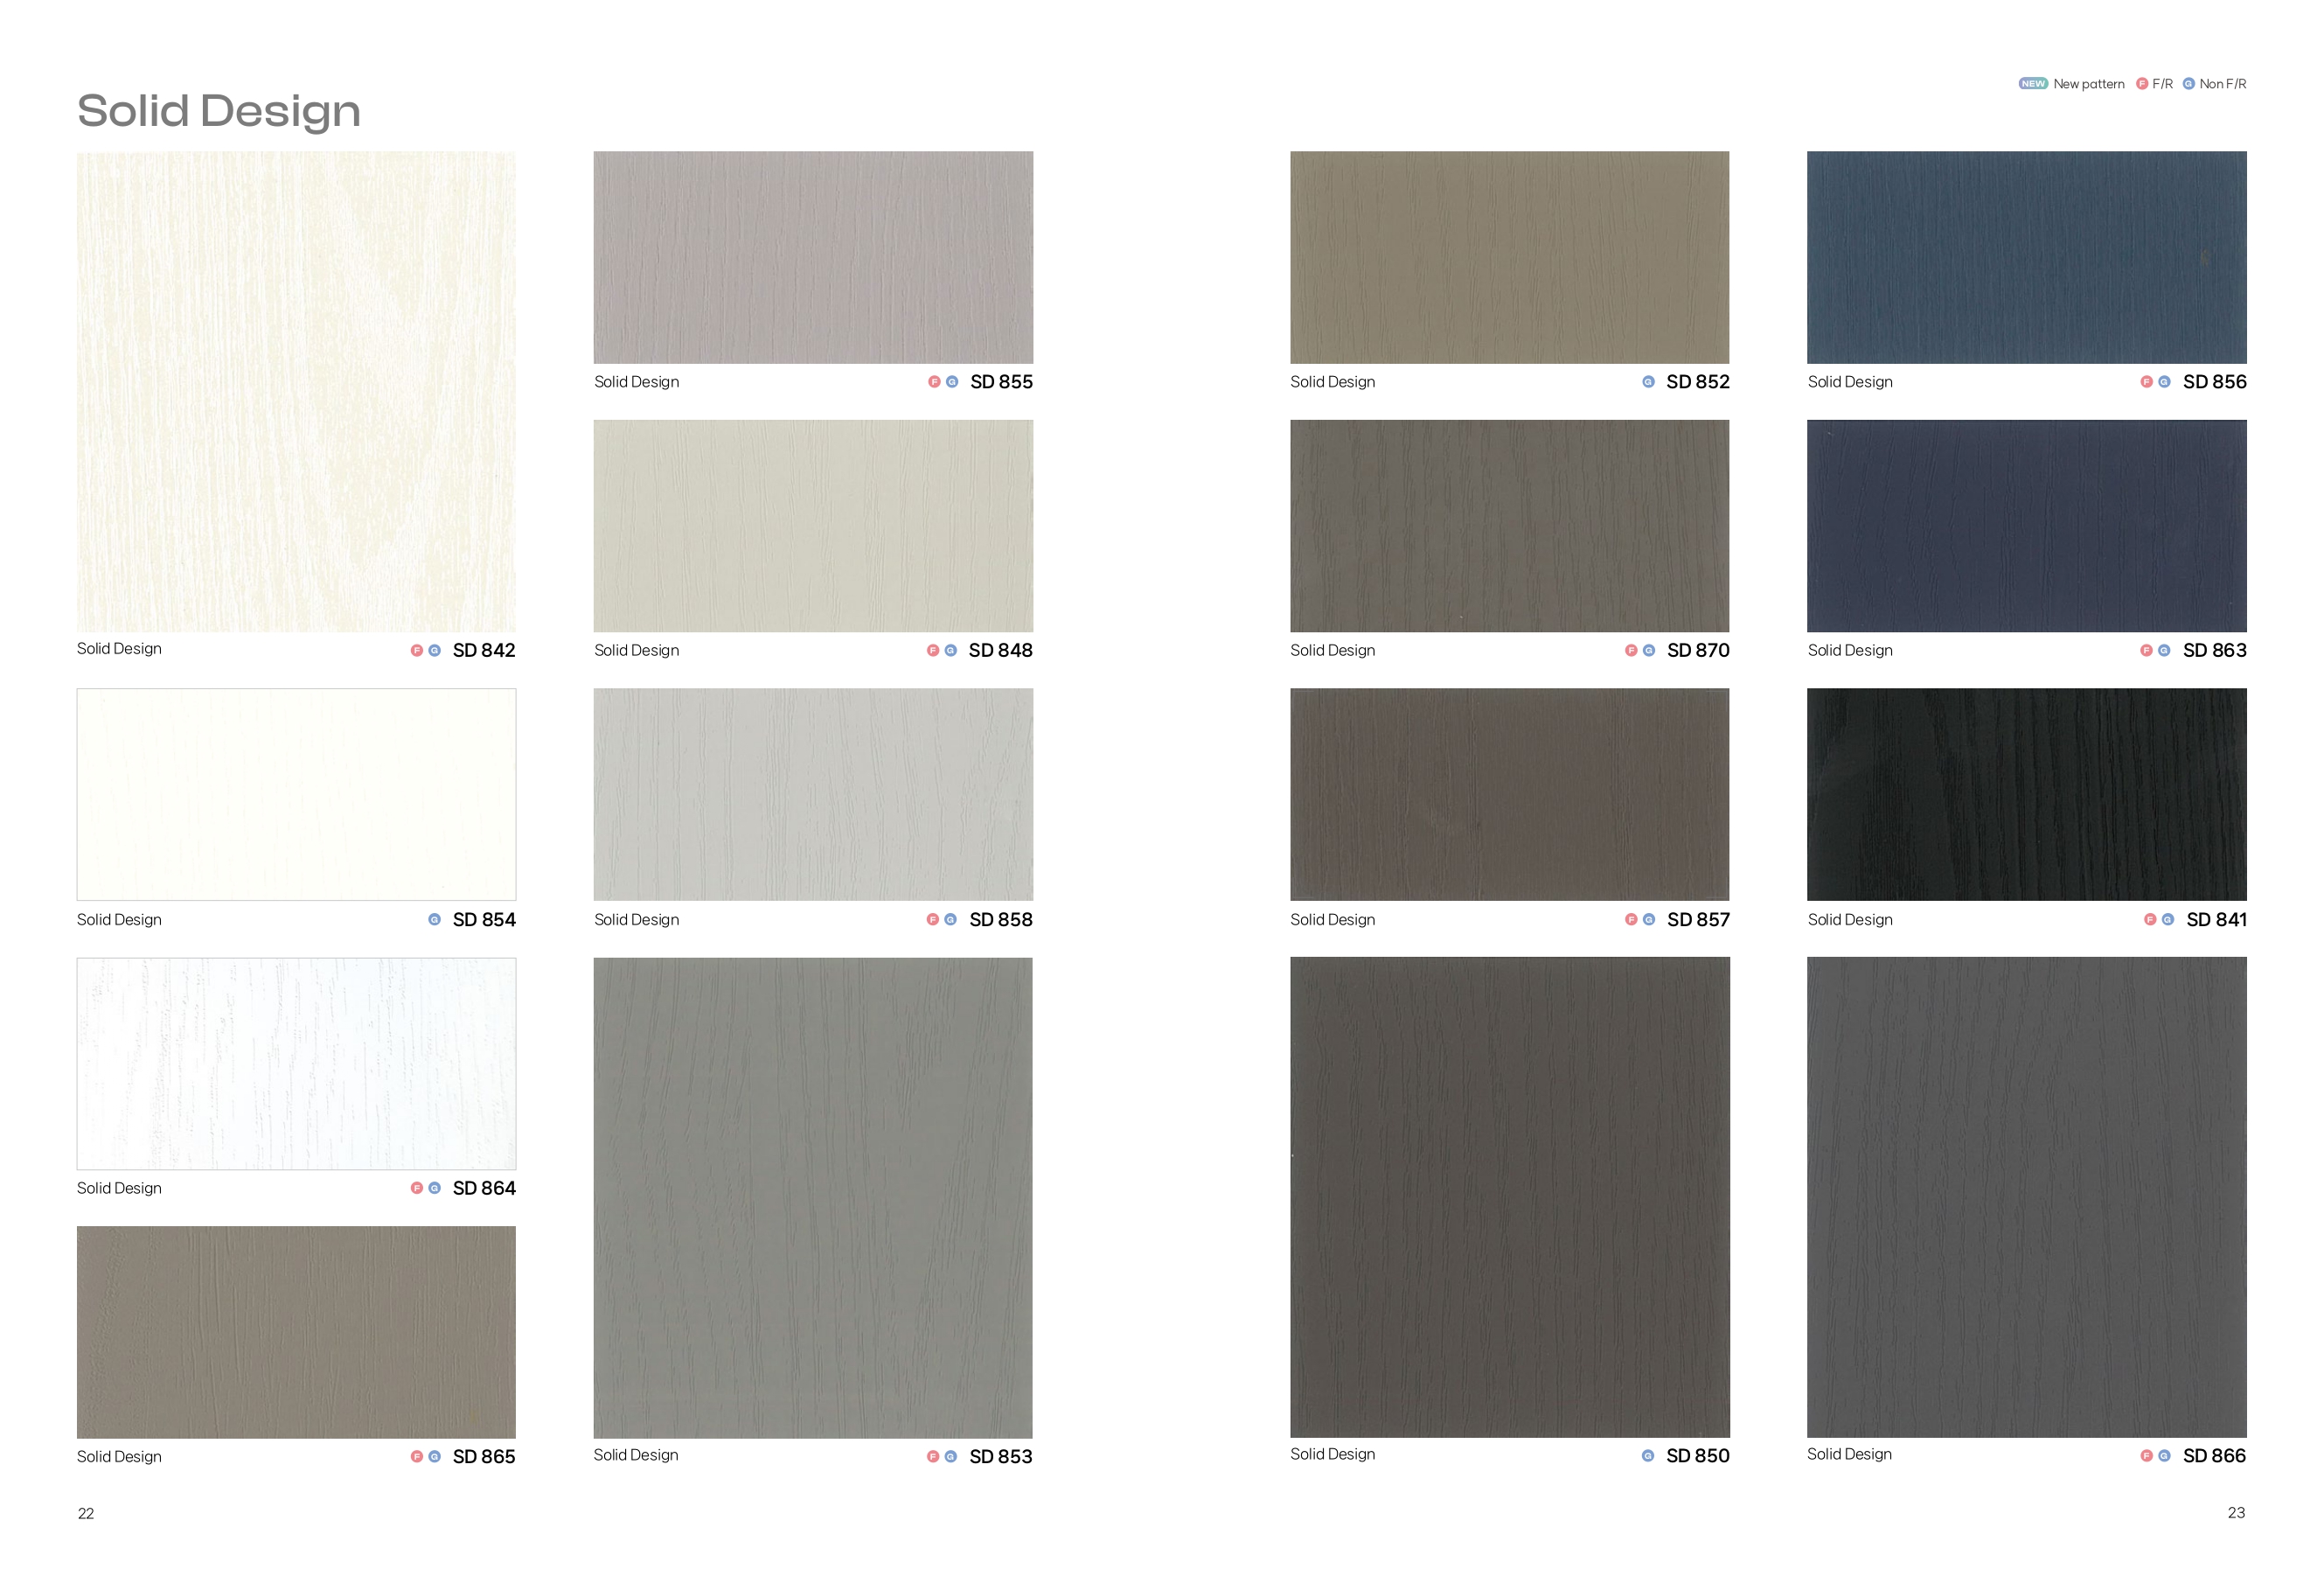 Solid Design
NEW New pattern F F/R G Non F/R
Solid Design F G SD 842
Solid Design G SD 854
Solid Design F G SD 864
Solid Design F G SD 865
Solid Design F G SD 855
Solid Design F G SD 848
Solid Design F G SD 858
Solid Design F G SD 853
Solid Design G SD 852
Solid Design F G SD 870
Solid Design F G SD 857
Solid Design G SD 850
Solid Design F G SD 856
Solid Design F G SD 863
Solid Design F G SD 841
Solid Design F G SD 866
22
23